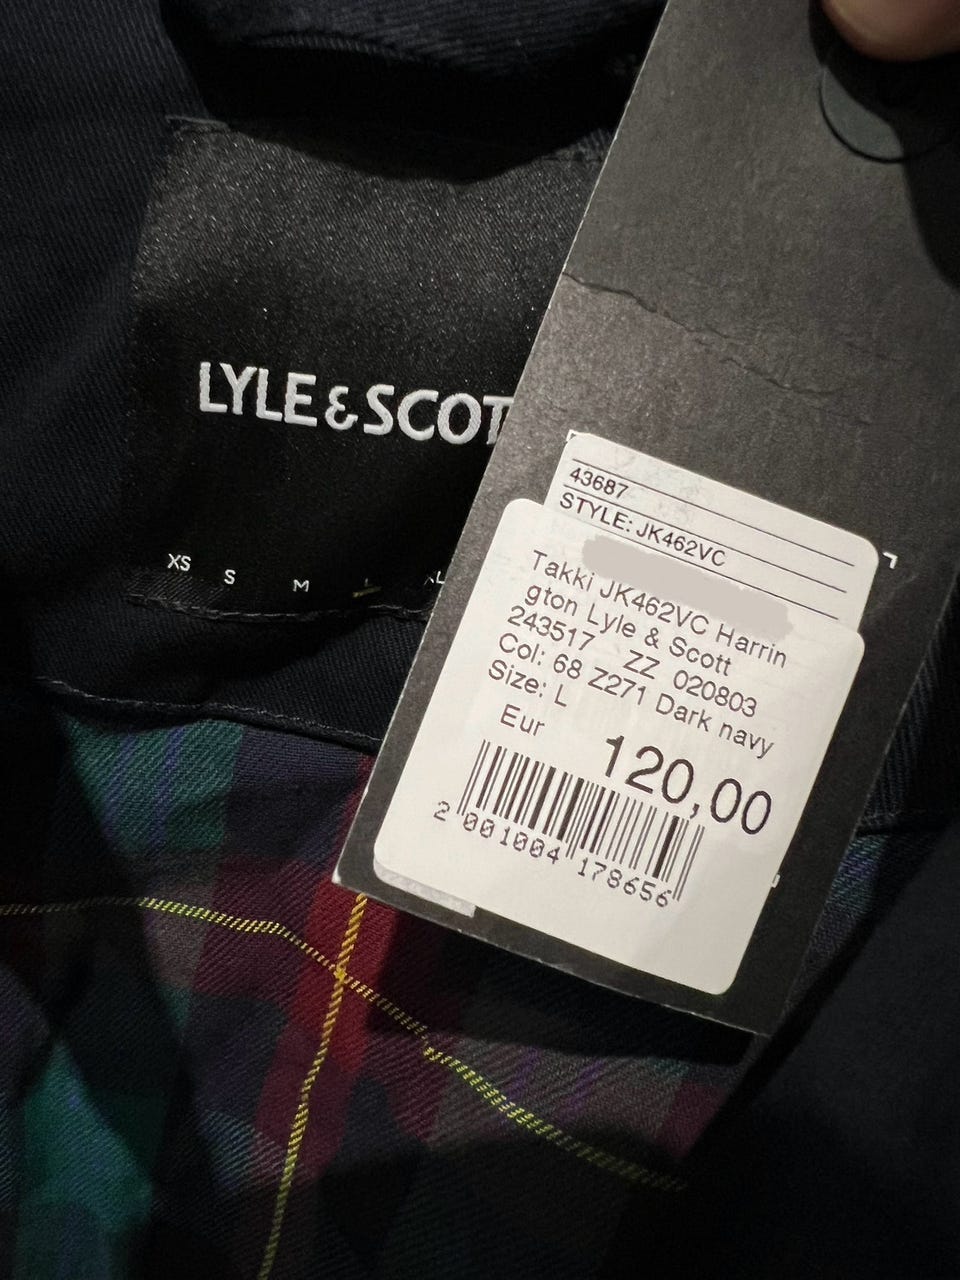 LYLE & SCOT
XS S M L XL
43687
STYLE: JK462VC
Takki JK462VC Harrin
gton Lyle & Scott
243517 ZZ 020803
Col: 68 Z271 Dark navy
Size: L
Eur 120,00
2 001004 178656